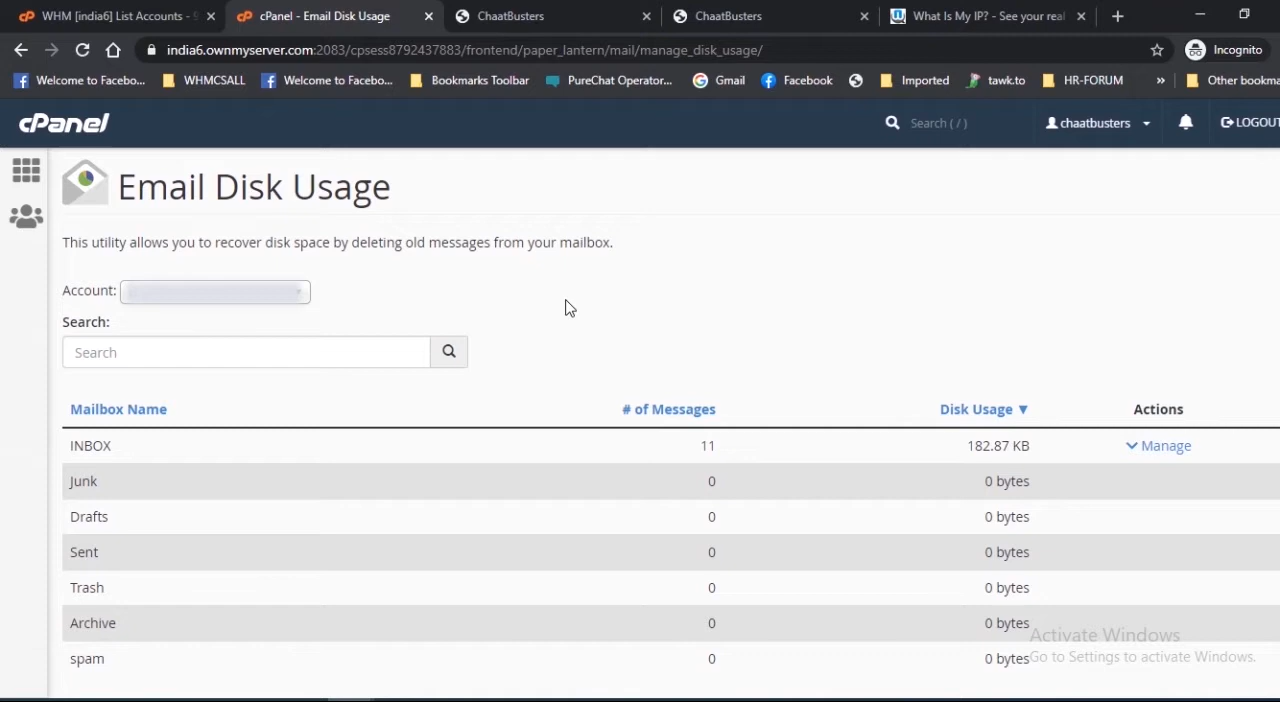 WHM [india6] List Accounts -
cPanel - Email Disk Usage
ChaatBusters
ChaatBusters
What Is My IP? - See your real
india6.ownmyserver.com:2083/cpsess8792437883/frontend/paper_lantern/mail/manage_disk_usage/
Incognito
Welcome to Facebo...
WHMCSALL
Welcome to Facebo...
Bookmarks Toolbar
PureChat Operator...
Gmail
Facebook
Imported
tawk.to
HR-FORUM
»
Other bookma
cPanel
Search ( / )
chaatbusters
LOGOUT
Email Disk Usage
This utility allows you to recover disk space by deleting old messages from your mailbox.
Account:
Search:
Search
Mailbox Name # of Messages Disk Usage ▼ Actions
INBOX 11 182.87 KB Manage
Junk 0 0 bytes
Drafts 0 0 bytes
Sent 0 0 bytes
Trash 0 0 bytes
Archive 0 0 bytes
spam 0 0 bytes
Activate Windows
Go to Settings to activate Windows.